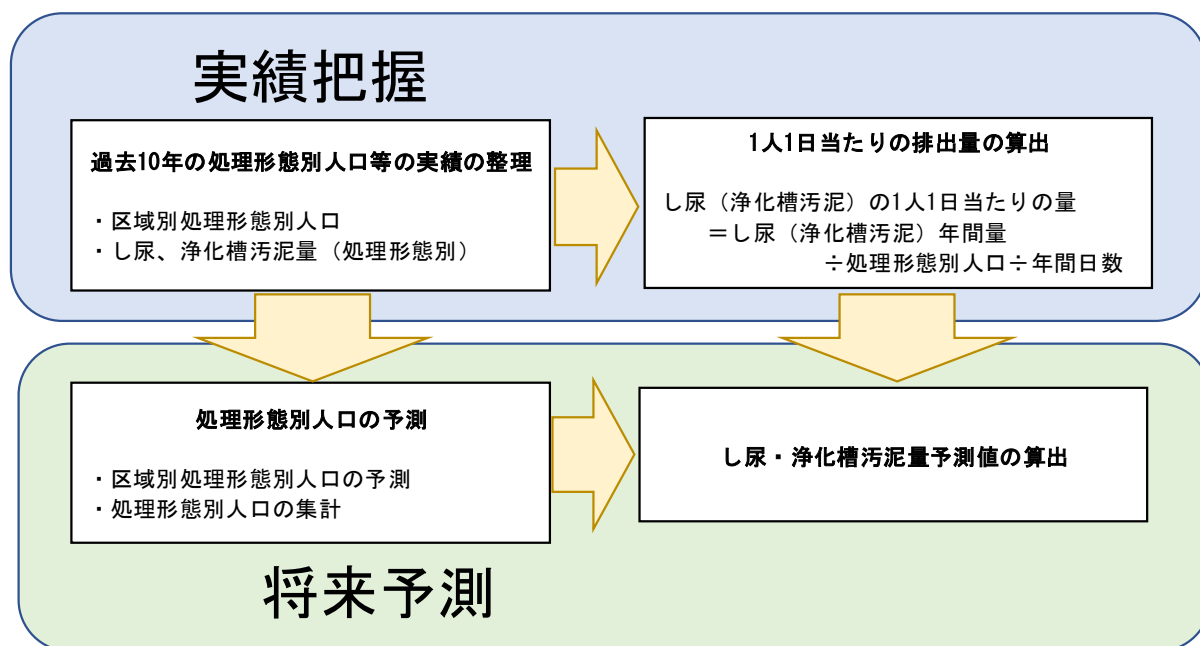 実績把握
過去10年の処理形態別人口等の実績の整理
・区域別処理形態別人口
・し尿、浄化槽汚泥量（処理形態別）
1人1日当たりの排出量の算出
し尿（浄化槽汚泥）の1人1日当たりの量
＝し尿（浄化槽汚泥）年間量
÷処理形態別人口÷年間日数
処理形態別人口の予測
・区域別処理形態別人口の予測
・処理形態別人口の集計
し尿・浄化槽汚泥量予測値の算出
将来予測